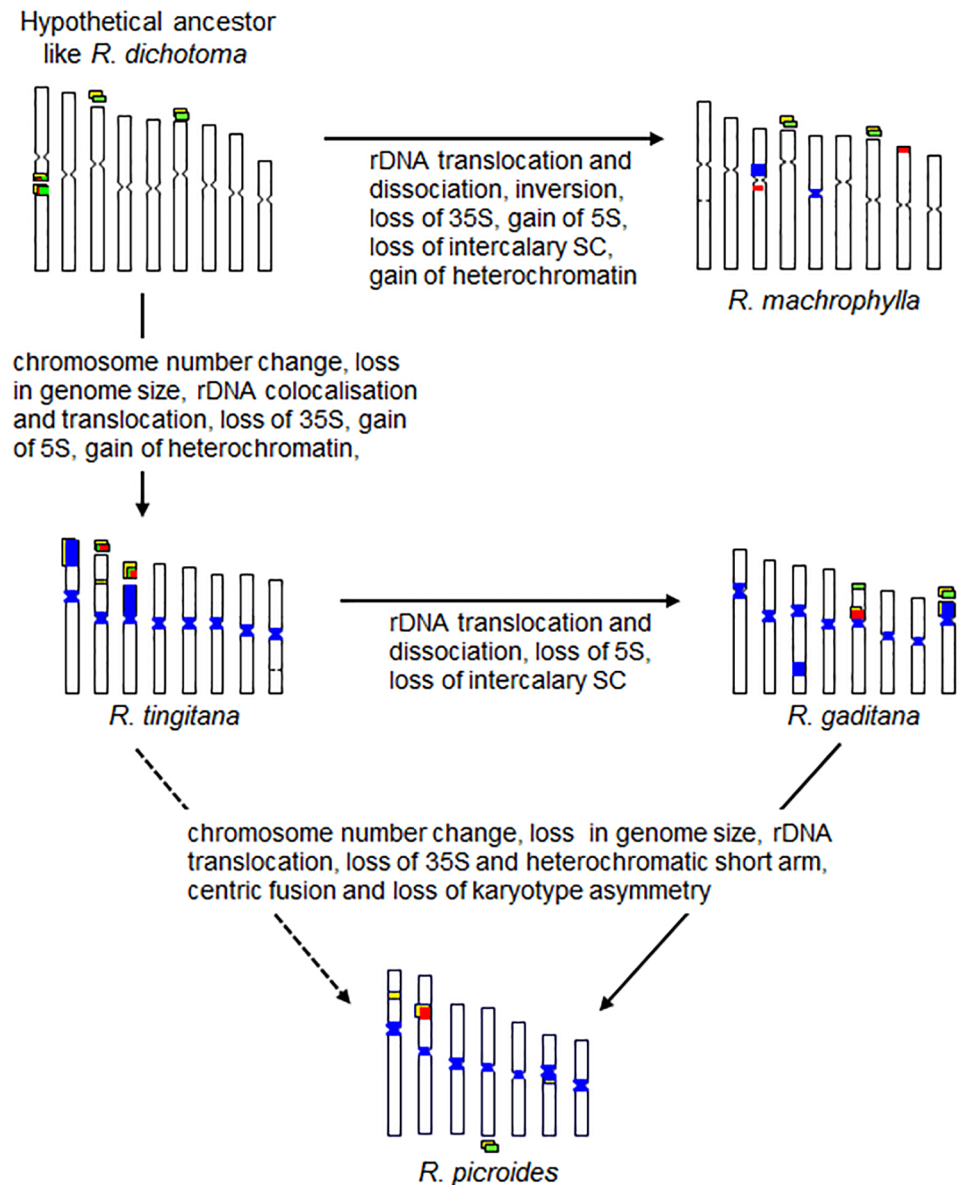 Hypothetical ancestor
like R. dichotoma
rDNA translocation and
dissociation, inversion,
loss of 35S, gain of 5S,
loss of intercalary SC,
gain of heterochromatin
R. machrophylla
chromosome number change, loss
in genome size, rDNA colocalisation
and translocation, loss of 35S, gain
of 5S, gain of heterochromatin,
R. tingitana
rDNA translocation and
dissociation, loss of 5S,
loss of intercalary SC
R. gaditana
chromosome number change, loss in genome size, rDNA
translocation, loss of 35S and heterochromatic short arm,
centric fusion and loss of karyotype asymmetry
R. picroides